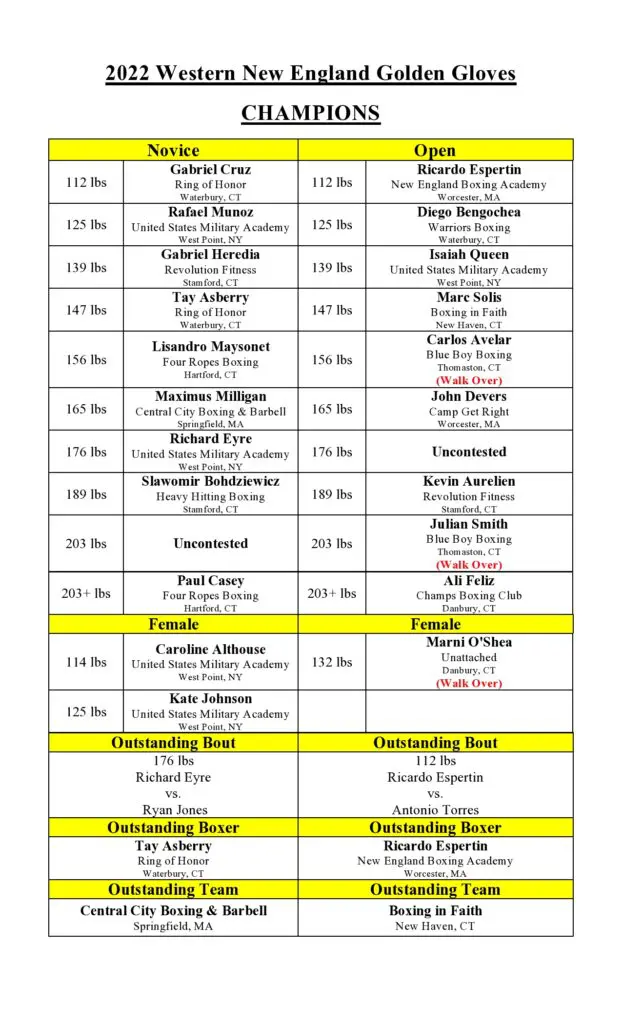 2022 Western New England Golden Gloves
CHAMPIONS
Novice
Open
112 lbs
Gabriel Cruz
Ring of Honor
Waterbury, CT
112 lbs
Ricardo Espertin
New England Boxing Academy
Worcester, MA
125 lbs
Rafael Munoz
United States Military Academy
West Point, NY
125 lbs
Diego Bengochea
Warriors Boxing
Waterbury, CT
139 lbs
Gabriel Heredia
Revolution Fitness
Stamford, CT
139 lbs
Isaiah Queen
United States Military Academy
West Point, NY
147 lbs
Tay Asberry
Ring of Honor
Waterbury, CT
147 lbs
Marc Solis
Boxing in Faith
New Haven, CT
156 lbs
Lisandro Maysonet
Four Ropes Boxing
Hartford, CT
156 lbs
Carlos Avelar
Blue Boy Boxing
Thomaston, CT
(Walk Over)
165 lbs
Maximus Milligan
Central City Boxing & Barbell
Springfield, MA
165 lbs
John Devers
Camp Get Right
Worcester, MA
176 lbs
Richard Eyre
United States Military Academy
West Point, NY
176 lbs
Uncontested
189 lbs
Slawomir Bohdziewicz
Heavy Hitting Boxing
Stamford, CT
189 lbs
Kevin Aurelien
Revolution Fitness
Stamford, CT
203 lbs
Uncontested
203 lbs
Julian Smith
Blue Boy Boxing
Thomaston, CT
(Walk Over)
203+ lbs
Paul Casey
Four Ropes Boxing
Hartford, CT
203+ lbs
Ali Feliz
Champs Boxing Club
Danbury, CT
Female
Female
114 lbs
Caroline Althouse
United States Military Academy
West Point, NY
132 lbs
Marni O'Shea
Unattached
Danbury, CT
(Walk Over)
125 lbs
Kate Johnson
United States Military Academy
West Point, NY
Outstanding Bout
Outstanding Bout
176 lbs
Richard Eyre
vs.
Ryan Jones
112 lbs
Ricardo Espertin
vs.
Antonio Torres
Outstanding Boxer
Outstanding Boxer
Tay Asberry
Ring of Honor
Waterbury, CT
Ricardo Espertin
New England Boxing Academy
Worcester, MA
Outstanding Team
Outstanding Team
Central City Boxing & Barbell
Springfield, MA
Boxing in Faith
New Haven, CT